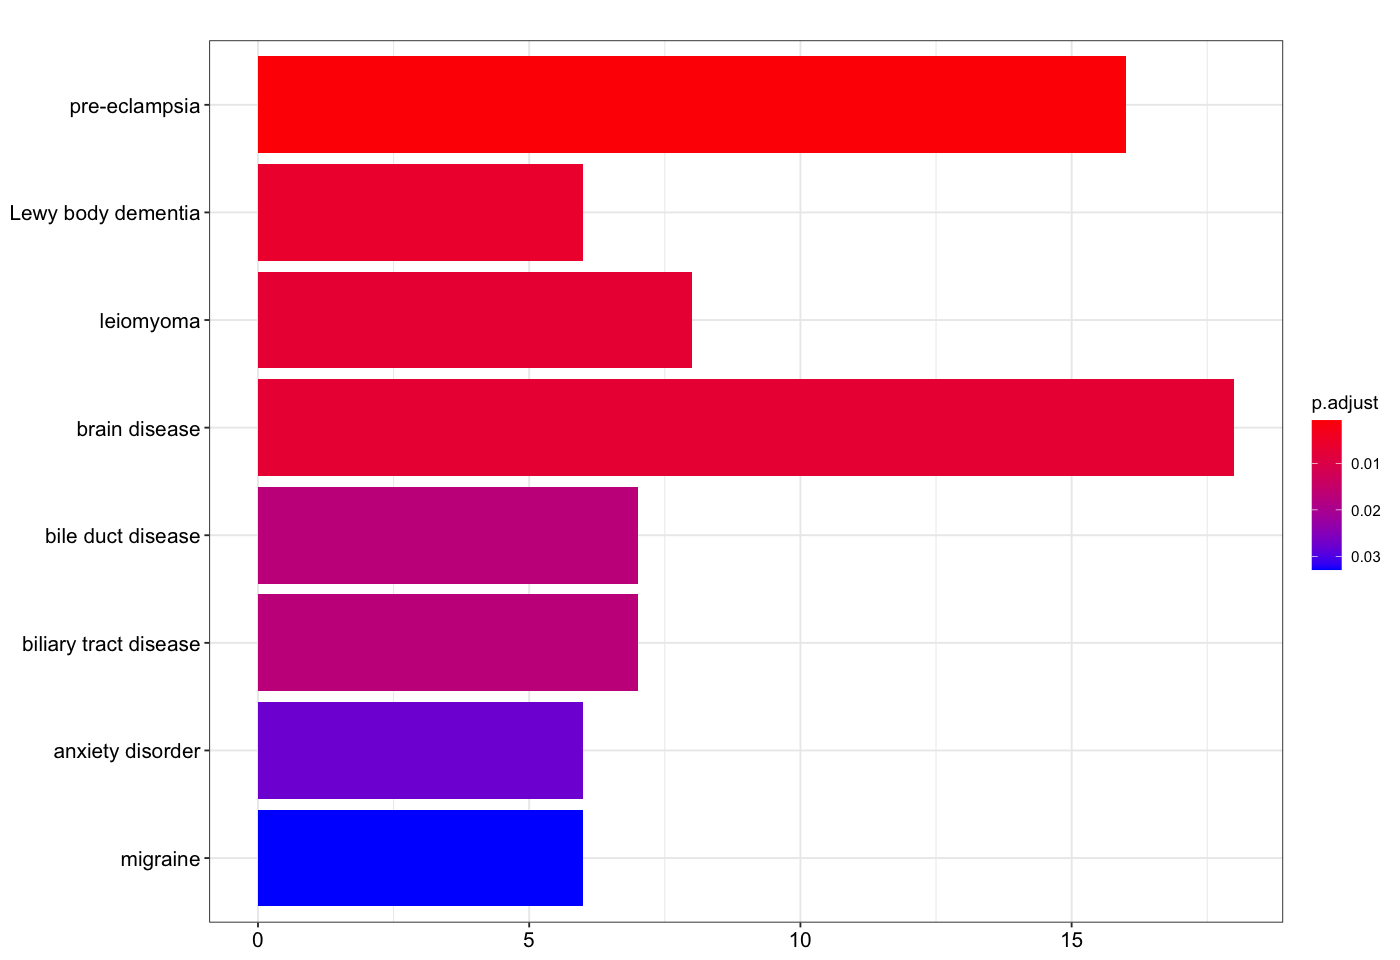 pre-eclampsia
Lewy body dementia
leiomyoma
brain disease
bile duct disease
biliary tract disease
anxiety disorder
migraine
0 5 10 15
p.adjust
0.01
0.02
0.03